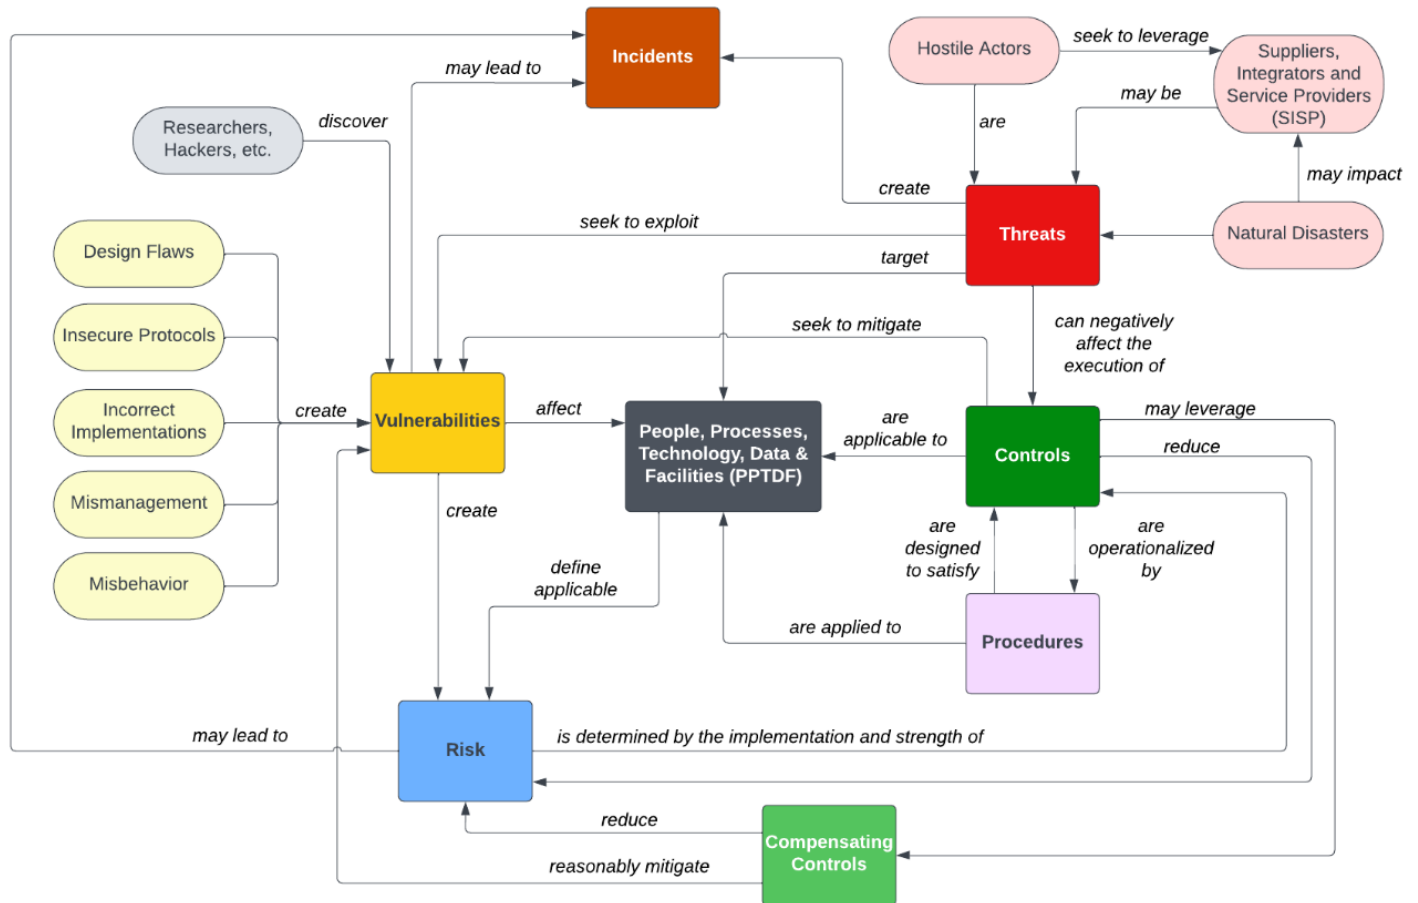 Incidents
Hostile Actors
seek to leverage
Suppliers,
Integrators and
Service Providers
(SISP)
may lead to
may be
Researchers,
Hackers, etc.
discover
are
may impact
create
seek to exploit
Threats
Natural Disasters
Design Flaws
target
Insecure Protocols
seek to mitigate
can negatively
affect the
execution of
Incorrect
Implementations
create
Vulnerabilities
affect
People, Processes,
Technology, Data &
Facilities (PPTDF)
are
applicable to
Controls
may leverage
reduce
Mismanagement
create
are
designed
to satisfy
are
operationalized
by
Misbehavior
define
applicable
are applied to
Procedures
may lead to
Risk
is determined by the implementation and strength of
reduce
Compensating
Controls
reasonably mitigate